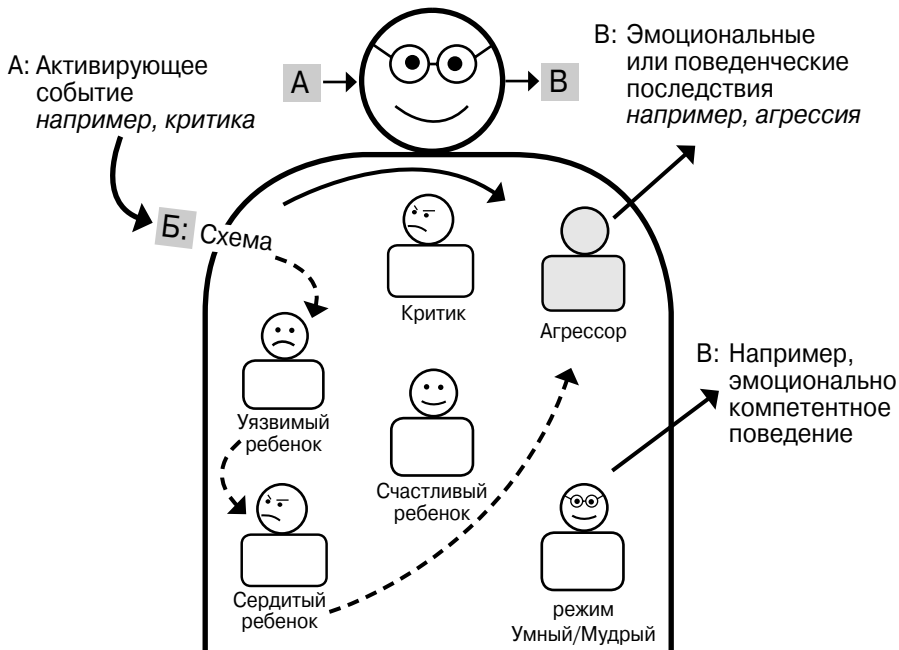 А: Активирующее
событие
например, критика
А
В
В: Эмоциональные
или поведенческие
последствия
например, агрессия
Б: Схема
Критик
Агрессор
Уязвимый
ребенок
Счастливый
ребенок
Сердитый
ребенок
В: Например,
эмоционально
компетентное
поведение
режим
Умный/Мудрый